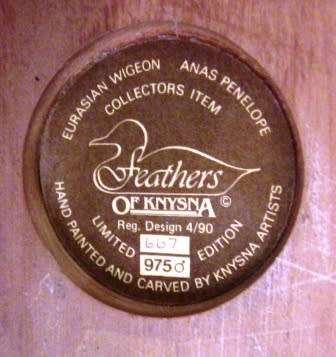 EURASIAN WIGEON ANAS PENELOPE
COLLECTORS ITEM
Feathers
OF KNYSNA ©
Reg. Design 4/90
LIMITED EDITION
667
975♂
HAND PAINTED AND CARVED BY KNYSNA ARTISTS